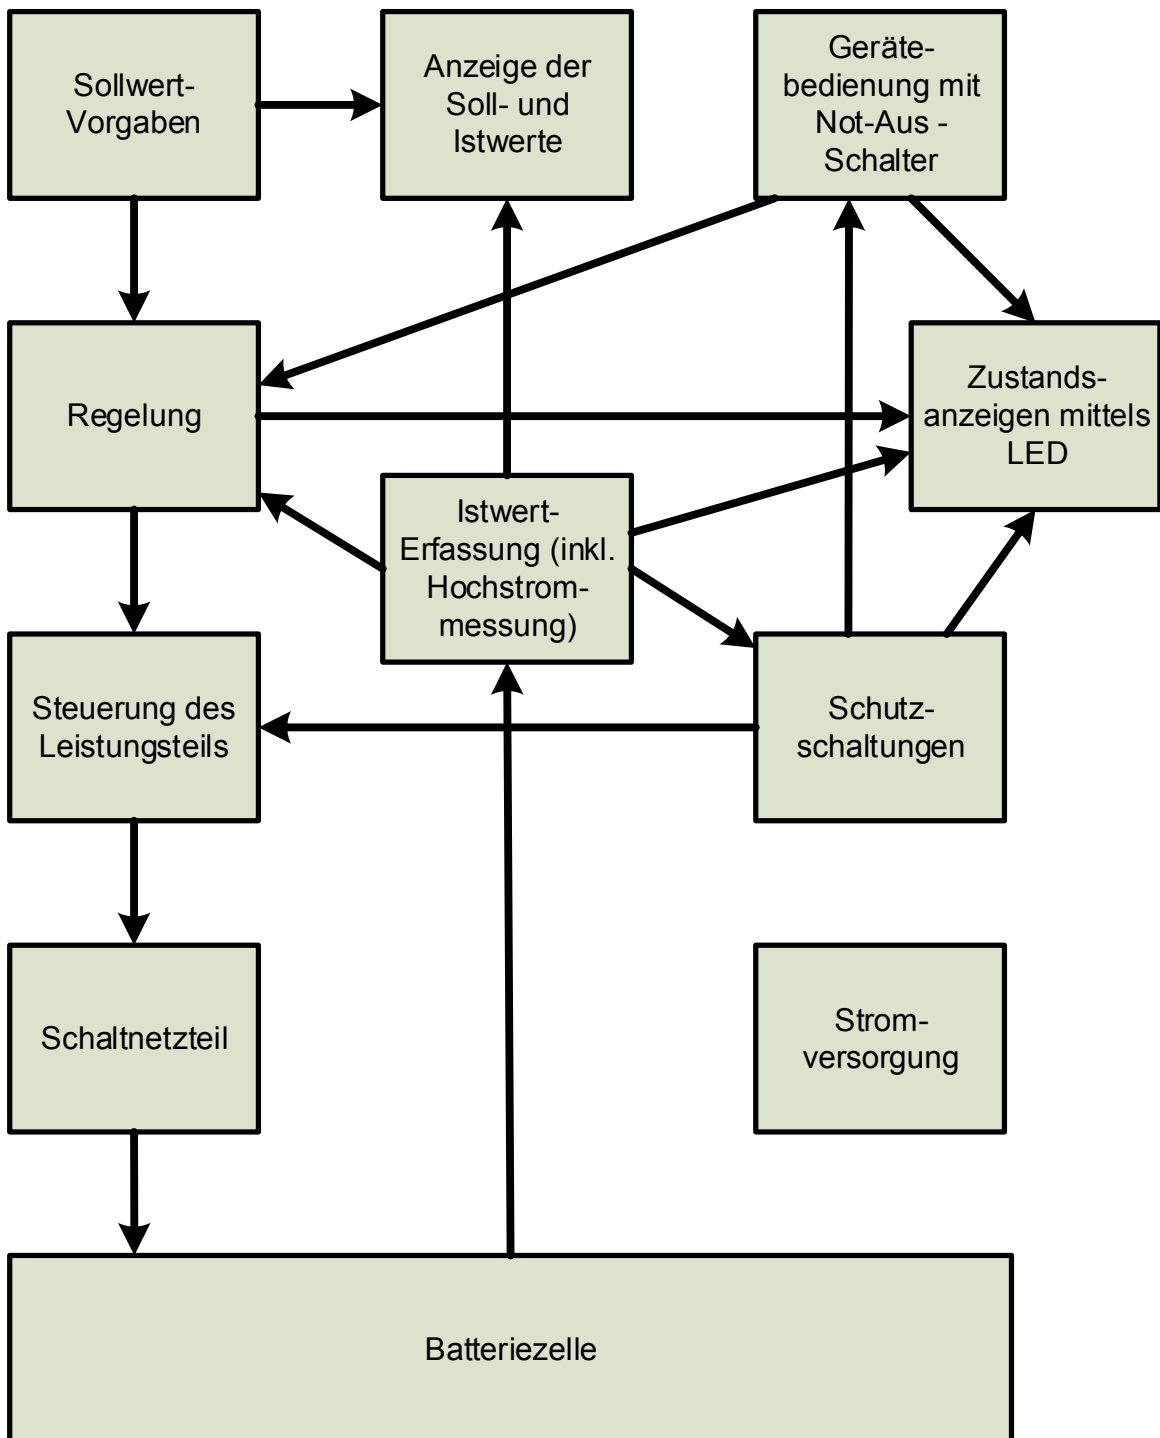 Sollwert-
Vorgaben
Anzeige der
Soll- und
Istwerte
Geräte-
bedienung mit
Not-Aus -
Schalter
Regelung
Zustands-
anzeigen mittels
LED
Istwert-
Erfassung (inkl.
Hochstrom-
messung)
Steuerung des
Leistungsteils
Schutz-
schaltungen
Schaltnetzteil
Strom-
versorgung
Batteriezelle